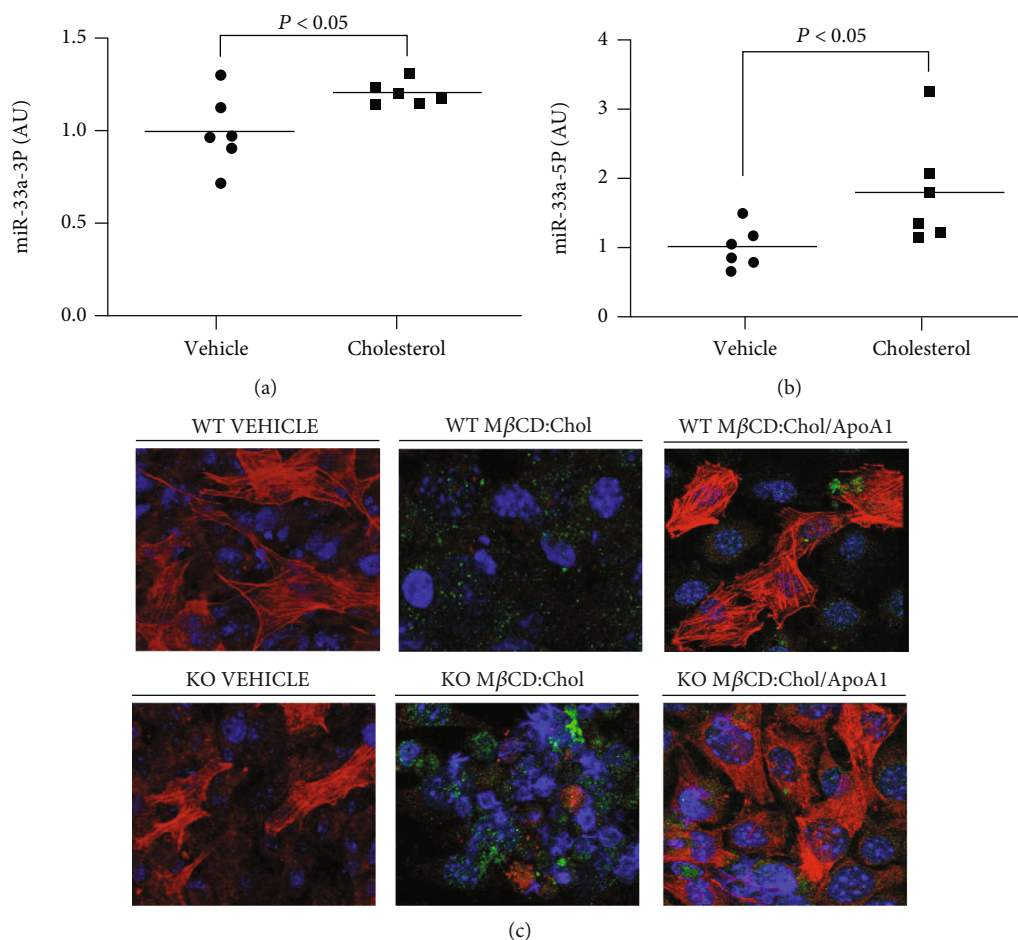 P < 0.05
1.5
1.0
0.5
0.0
miR-33a-3P (AU)
Vehicle
Cholesterol
(a)
P < 0.05
4
3
2
1
0
miR-33a-5P (AU)
Vehicle
Cholesterol
(b)
WT VEHICLE
WT MβCD:Chol
WT MβCD:Chol/ApoA1
KO VEHICLE
KO MβCD:Chol
KO MβCD:Chol/ApoA1
(c)